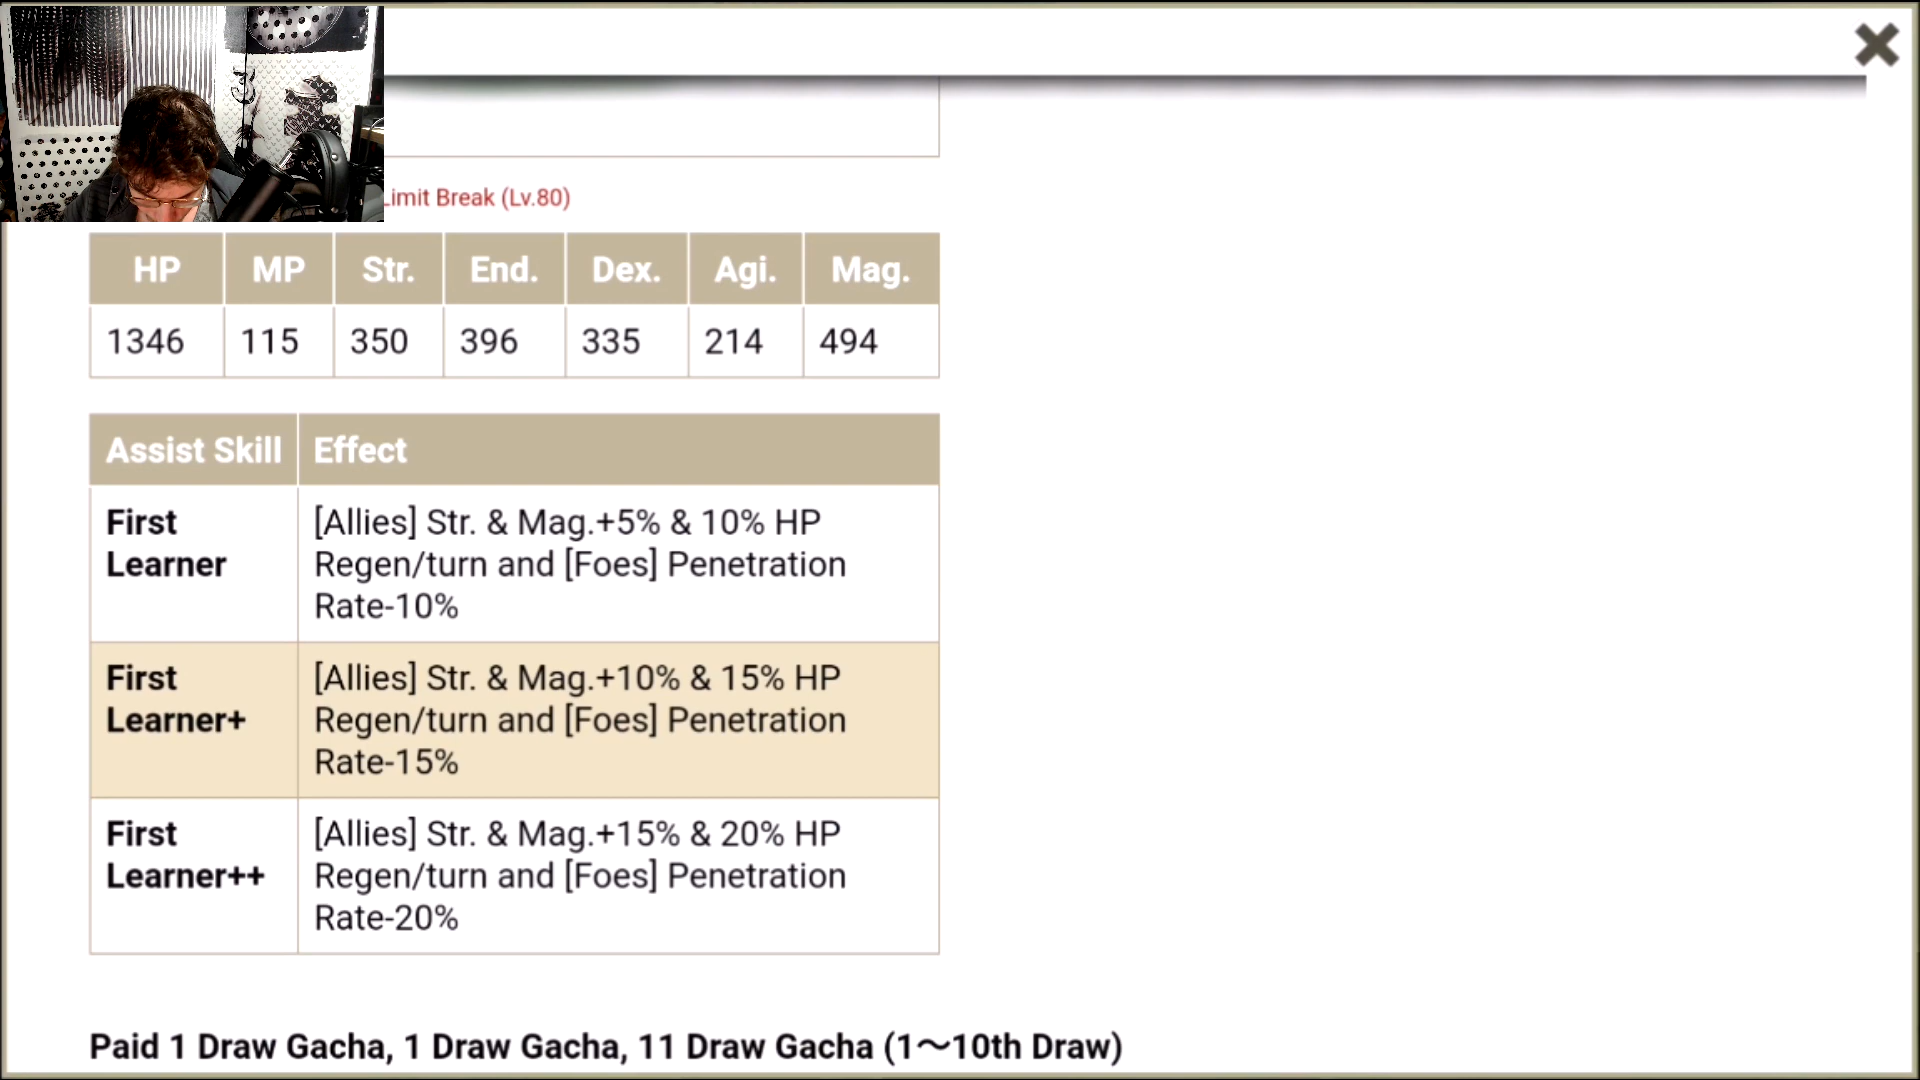 Limit Break (Lv.80)
HP MP Str. End. Dex. Agi. Mag.
1346 115 350 396 335 214 494
Assist Skill Effect
First Learner [Allies] Str. & Mag.+5% & 10% HP
Regen/turn and [Foes] Penetration
Rate-10%
First Learner+ [Allies] Str. & Mag.+10% & 15% HP
Regen/turn and [Foes] Penetration
Rate-15%
First Learner++ [Allies] Str. & Mag.+15% & 20% HP
Regen/turn and [Foes] Penetration
Rate-20%
Paid 1 Draw Gacha, 1 Draw Gacha, 11 Draw Gacha (1～10th Draw)